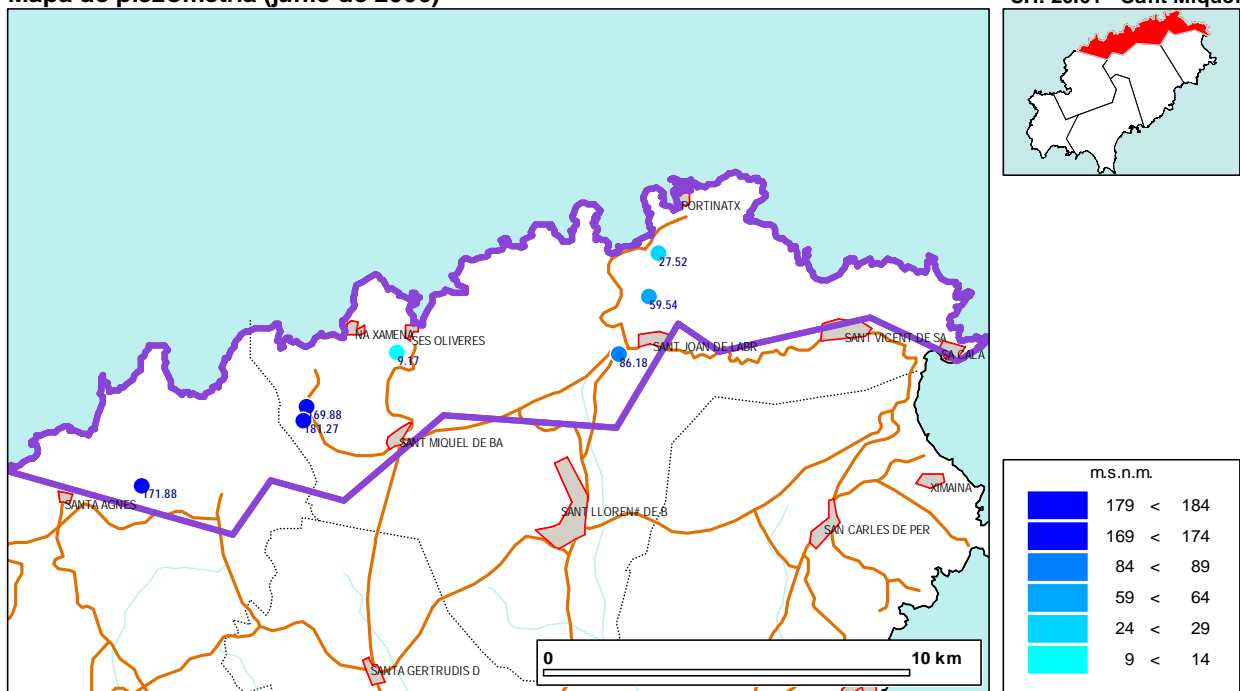 PORTINATX
27.52
59.54
NA XAMENA
SES OLIVERES
9.17
SANT JOAN DE LABR
86.18
SANT VICENT DE SA
SA CALA
169.88
181.27
SANT MIQUEL DE BA
171.88
SANTA AGNES
XIMAINA
SANT LLOREN# DE B
SAN CARLES DE PER
SANTA GERTRUDIS D
0 10 km
m.s.n.m.
179 < 184
169 < 174
84 < 89
59 < 64
24 < 29
9 < 14